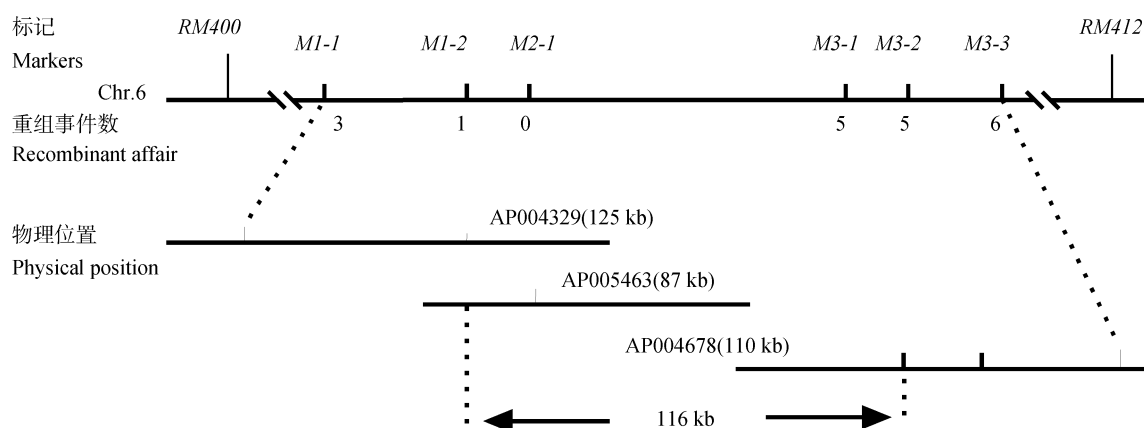 标记
Markers
RM400
M1-1
M1-2
M2-1
M3-1
M3-2
M3-3
RM412
Chr.6
重组事件数
Recombinant affair
3
1
0
5
5
6
物理位置
Physical position
AP004329(125 kb)
AP005463(87 kb)
AP004678(110 kb)
116 kb